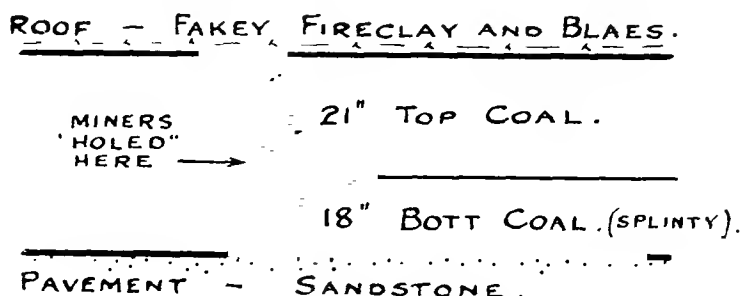 ROOF - FAKEY FIRECLAY AND BLAES.
21" TOP COAL.
MINERS
'HOLED"
HERE
18" BOTT COAL. (SPLINTY).
PAVEMENT - SANDSTONE.